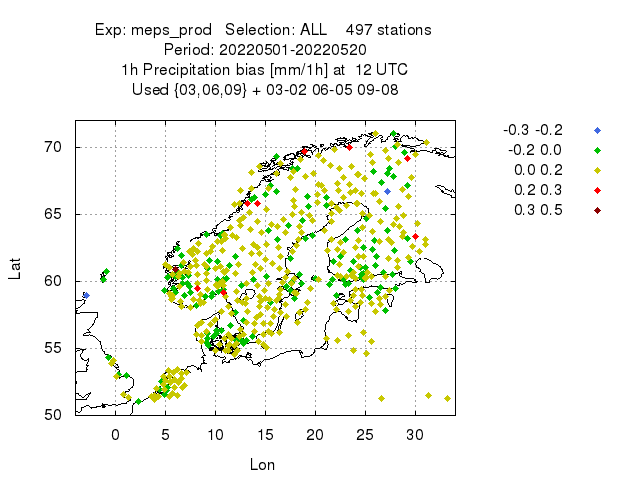 Exp: meps_prod Selection: ALL 497 stations
Period: 20220501-20220520
1h Precipitation bias [mm/1h] at 12 UTC
Used {03,06,09} + 03-02 06-05 09-08
-0.3 -0.2
-0.2 0.0
0.0 0.2
0.2 0.3
0.3 0.5
70
65
60
55
50
Lat
0 5 10 15 20 25 30
Lon